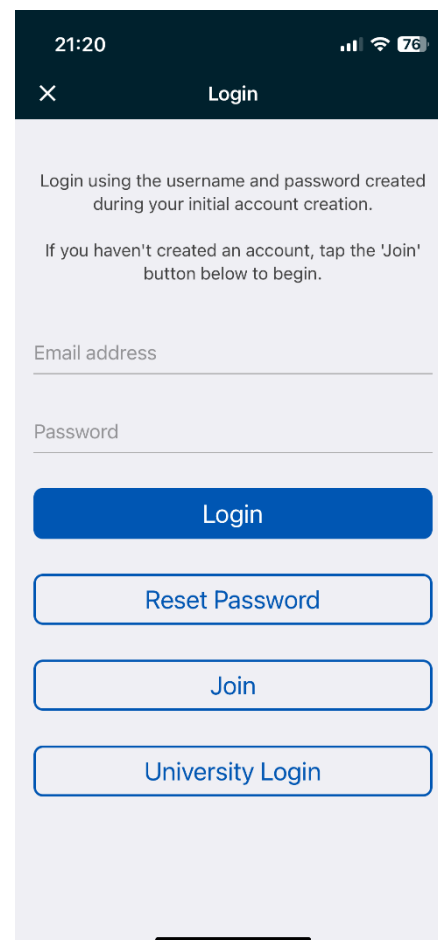 21:20
76
Login
Login using the username and password created
during your initial account creation.
If you haven't created an account, tap the 'Join'
button below to begin.
Email address
Password
Login
Reset Password
Join
University Login